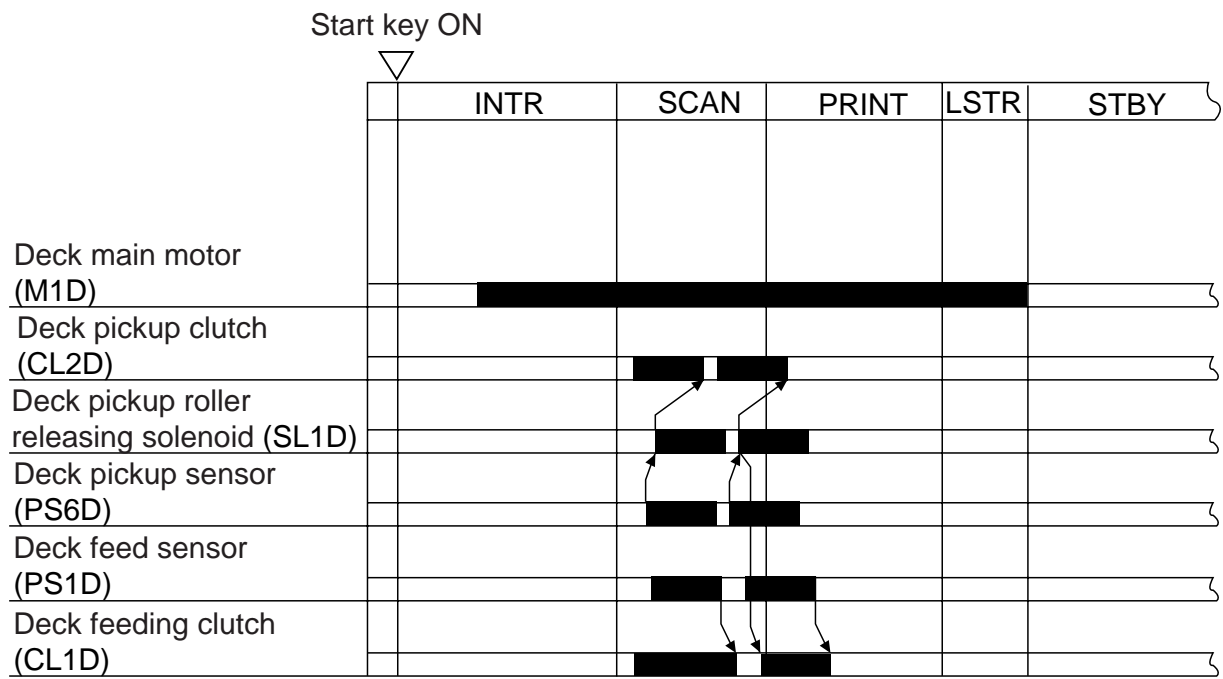 Start key ON
INTR SCAN PRINT LSTR STBY
Deck main motor
(M1D)
Deck pickup clutch
(CL2D)
Deck pickup roller
releasing solenoid (SL1D)
Deck pickup sensor
(PS6D)
Deck feed sensor
(PS1D)
Deck feeding clutch
(CL1D)